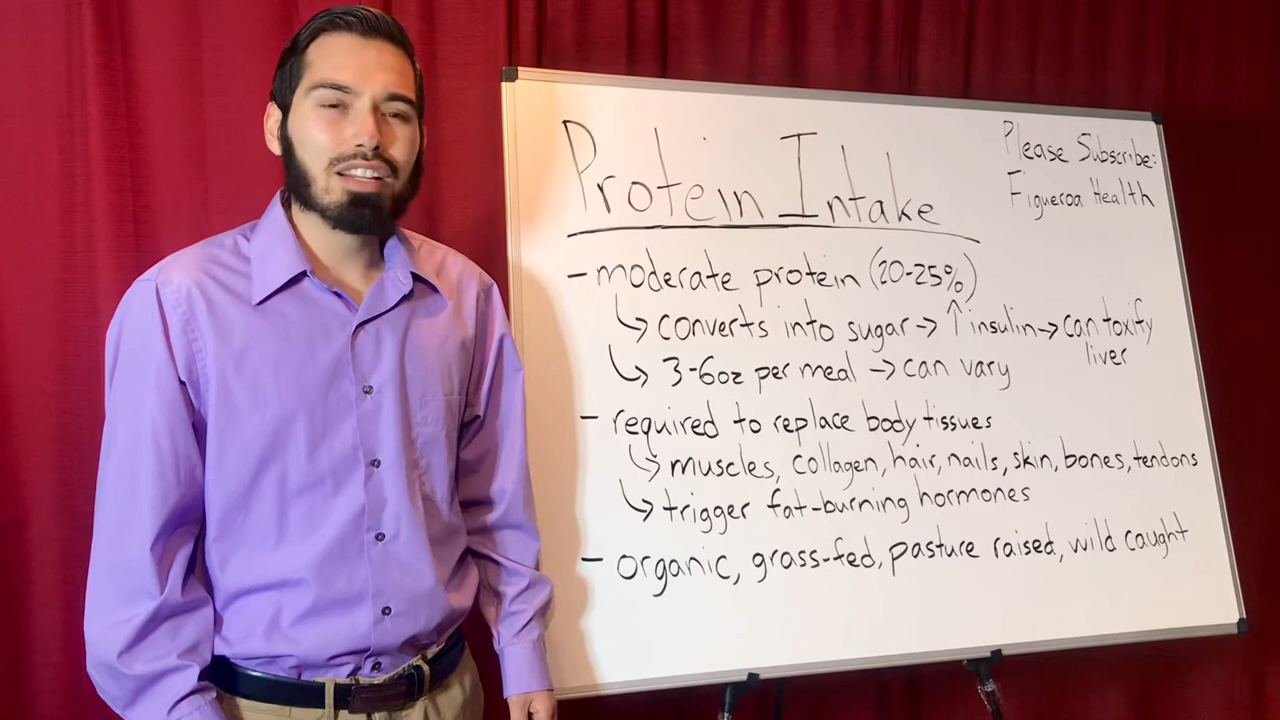 Protein Intake
Please Subscribe:
Figueroa Health
- moderate protein (20-25%)
↳ converts into sugar → ↑ insulin → can toxify
liver
↳ 3-6oz per meal → can vary
- required to replace body tissues
↳ muscles, collagen, hair, nails, skin, bones, tendons
↳ trigger fat-burning hormones
- organic, grass-fed, pasture raised, wild caught